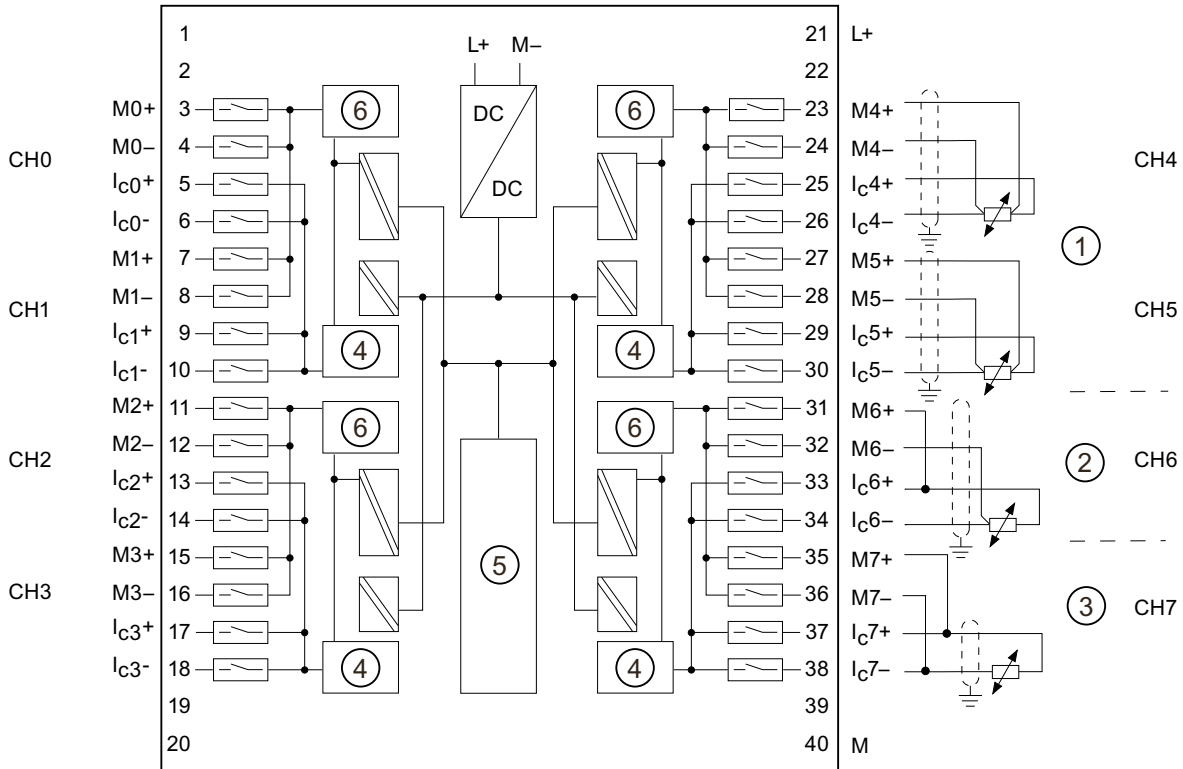 1 21 L+
L+ M–
2 22
M0+ 3 ⑥ DC ⑥ 23 M4+
M0– 4 24 M4–
CH0 CH4
Ic0+ 5 DC 25 Ic4+
Ic0- 6 26 Ic4–
①
M1+ 7 27 M5+
M1– 8 28 M5–
CH1 CH5
Ic1+ 9 ④ ④ 29 Ic5+
Ic1- 10 30 Ic5–
M2+ 11 ⑥ ⑥ 31 M6+
M2– 12 32 M6–
CH2 ② CH6
Ic2+ 13 33 Ic6+
Ic2- 14 34 Ic6–
M3+ 15 ⑤ 35 M7+
M3– 16 36 M7–
CH3 ③ CH7
Ic3+ 17 37 Ic7+
Ic3- 18 ④ ④ 38 Ic7–
19 39
20 40 M